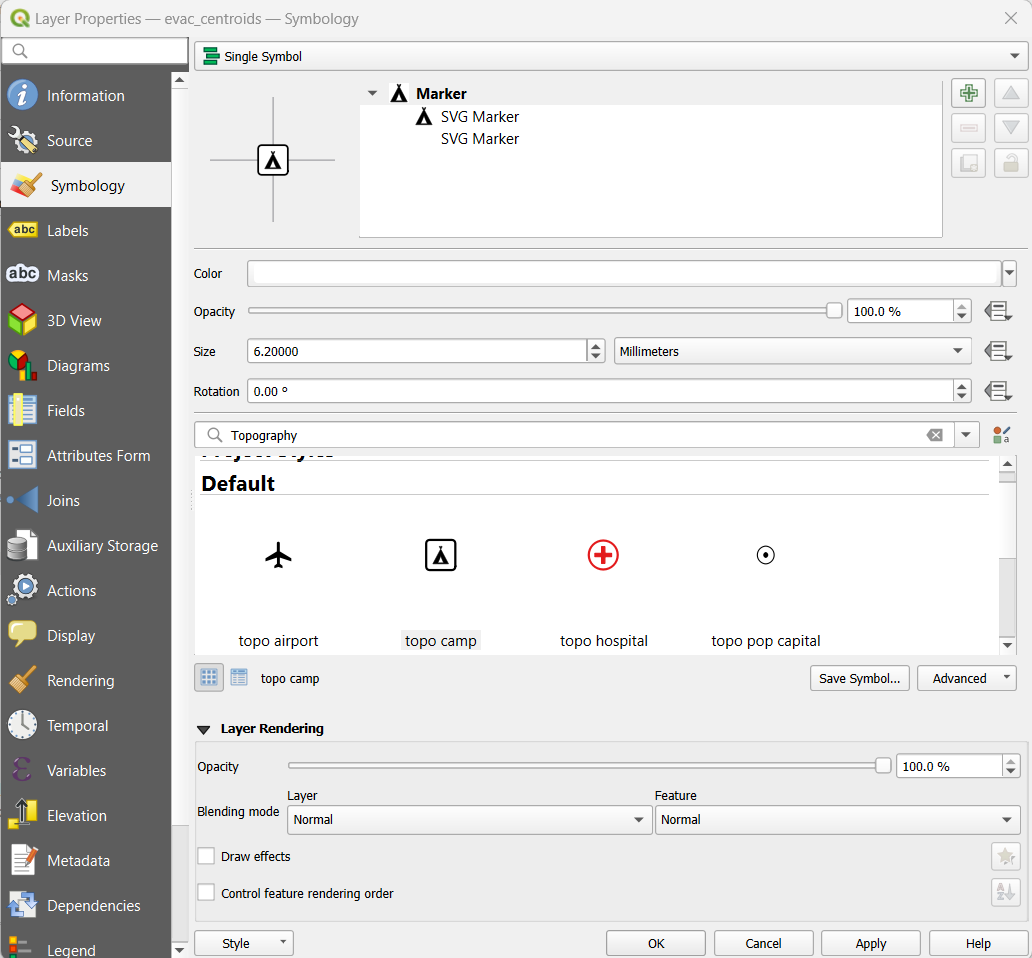 Layer Properties — evac_centroids — Symbology
Single Symbol
Information
Source
Symbology
Labels
Masks
3D View
Diagrams
Fields
Attributes Form
Joins
Auxiliary Storage
Actions
Display
Rendering
Temporal
Variables
Elevation
Metadata
Dependencies
Legend
abc
abc
Marker
SVG Marker
SVG Marker
Color
Opacity
100.0 %
Size
6.20000
Millimeters
Rotation
0.00 °
Topography
Project Styles
Default
topo airport
topo camp
topo hospital
topo pop capital
topo camp
Save Symbol...
Advanced
Layer Rendering
Opacity
100.0 %
Layer
Feature
Blending mode
Normal
Normal
Draw effects
Control feature rendering order
Style
OK
Cancel
Apply
Help